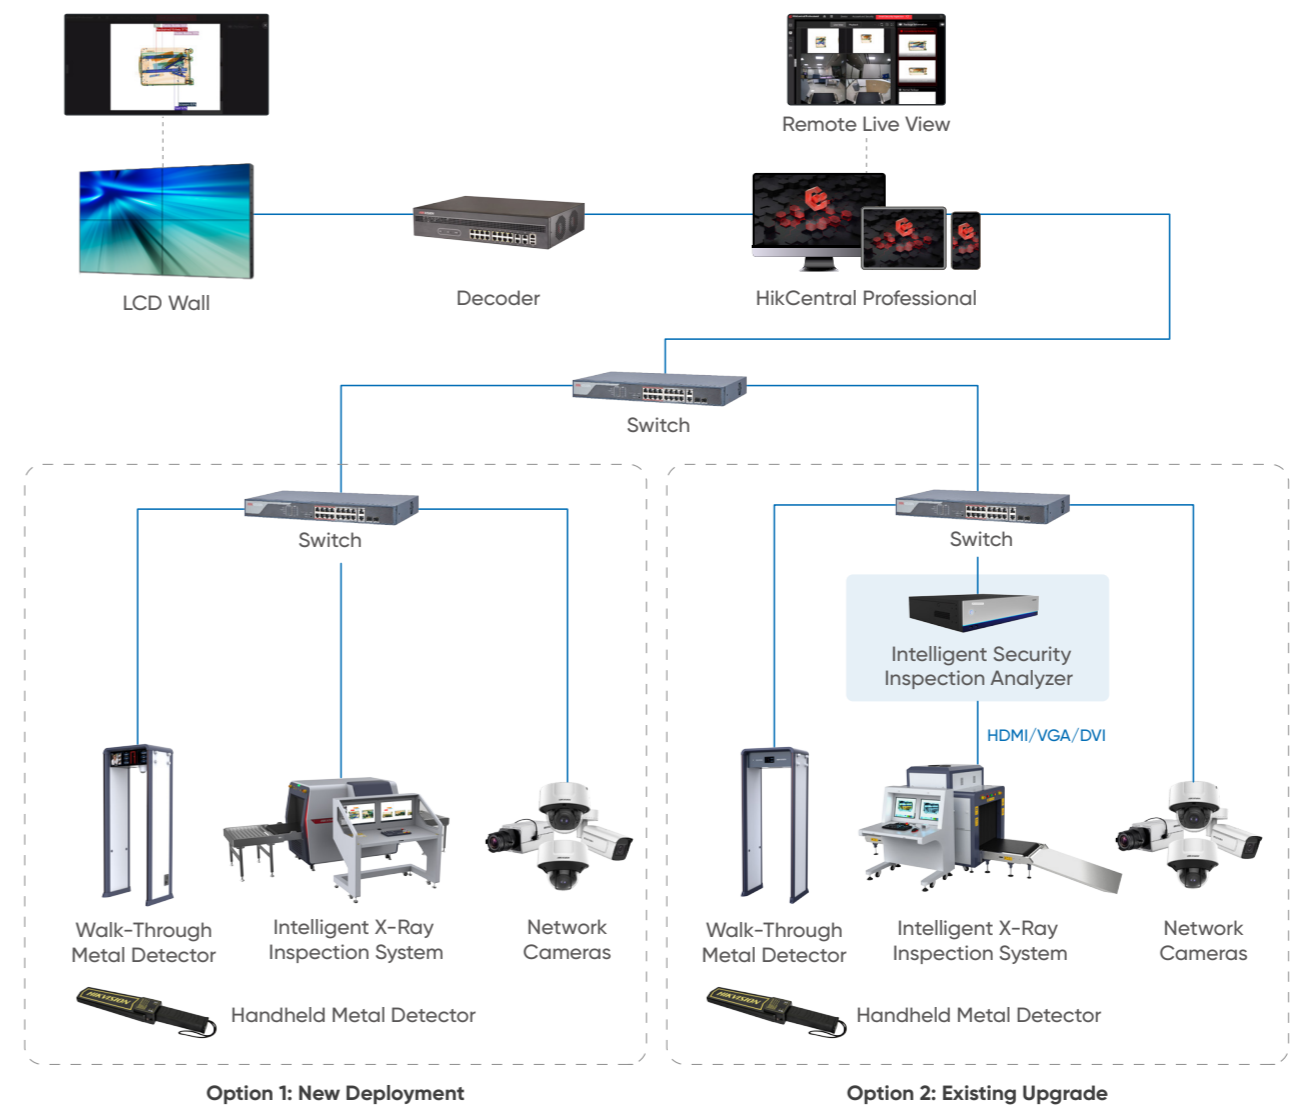 Remote Live View
LCD Wall
Decoder
HikCentral Professional
Switch
Switch
Switch
Intelligent Security
Inspection Analyzer
HDMI/VGA/DVI
Walk-Through
Metal Detector
Intelligent X-Ray
Inspection System
Network
Cameras
Walk-Through
Metal Detector
Intelligent X-Ray
Inspection System
Network
Cameras
HIKVISION
Handheld Metal Detector
HIKVISION
Handheld Metal Detector
Option 1: New Deployment
Option 2: Existing Upgrade